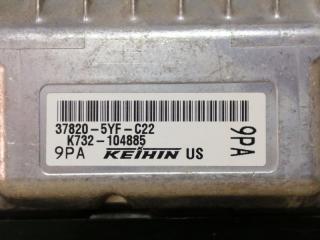 37820-5YF-C22
K732-104885
9PA KEIHIN US
9PA